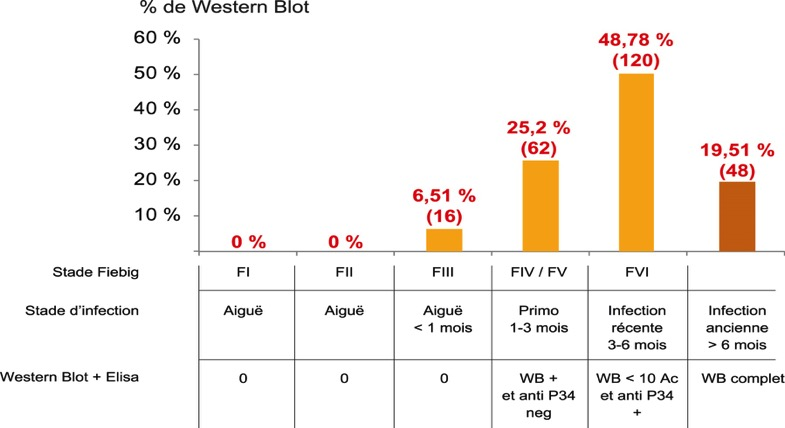 % de Western Blot
60 %
50 %
40 %
30 %
20 %
10 %
0 %
0 %
6,51 %
(16)
25,2 %
(62)
48,78 %
(120)
19,51 %
(48)
Stade Fiebig FI FII FIII FIV / FV FVI
Stade d’infection Aiguë Aiguë Aiguë Primo Infection Infection
< 1 mois 1-3 mois récente ancienne
3-6 mois > 6 mois
Western Blot + Elisa 0 0 0 WB + WB < 10 Ac WB complet
et anti P34 et anti P34
neg +